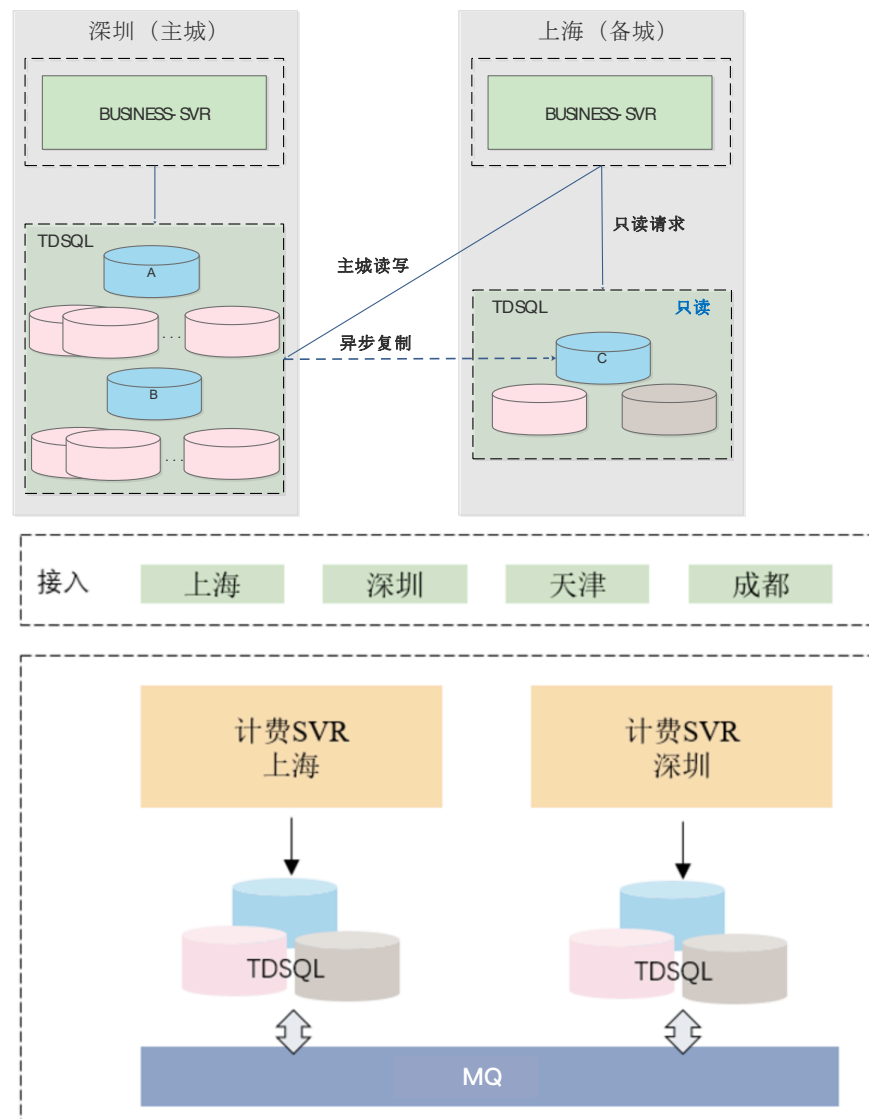 深圳（主城）
上海（备城）
BUSINESS-SVR
BUSINESS-SVR
只读请求
主城读写
TDSQL
A
...
异步复制
B
...
TDSQL
只读
C
接入
上海
深圳
天津
成都
计费SVR
上海
计费SVR
深圳
TDSQL
TDSQL
MQ